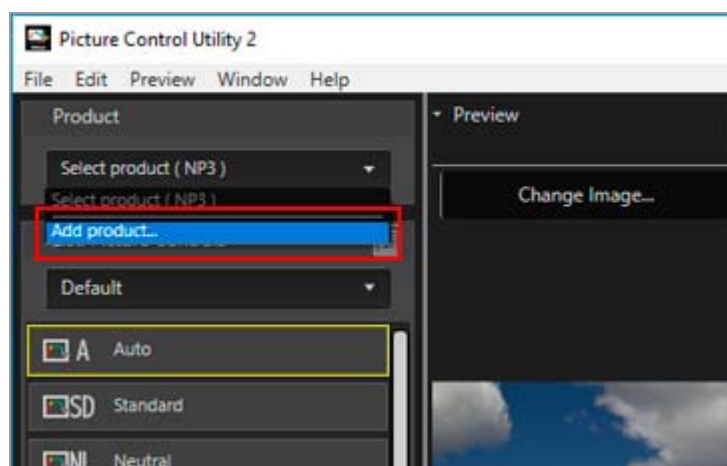 Picture Control Utility 2
File Edit Preview Window Help
Product
Preview
Select product ( NP3 )
Change Image...
Select product ( NP3 )
Add product...
Default
A Auto
SD Standard
NL Neutral